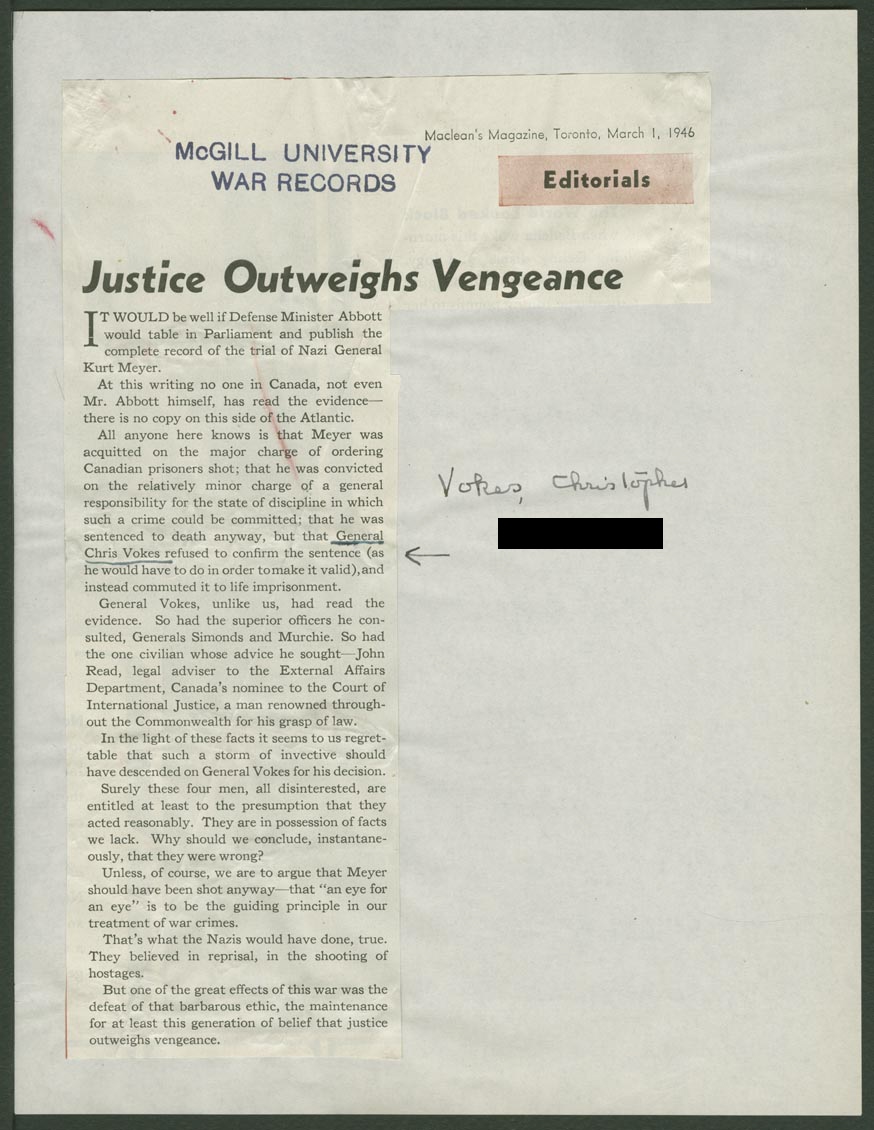 Maclean's Magazine, Toronto, March 1, 1946
McGILL UNIVERSITY
WAR RECORDS
Editorials
Justice Outweighs Vengeance
IT WOULD be well if Defense Minister Abbott
would table in Parliament and publish the
complete record of the trial of Nazi General
Kurt Meyer.
At this writing no one in Canada, not even
Mr. Abbott himself, has read the evidence—
there is no copy on this side of the Atlantic.
All anyone here knows is that Meyer was
acquitted on the major charge of ordering
Canadian prisoners shot; that he was convicted
on the relatively minor charge of a general
responsibility for the state of discipline in which
such a crime could be committed; that he was
sentenced to death anyway, but that General
Chris Vokes refused to confirm the sentence (as
he would have to do in order to make it valid), and
instead commuted it to life imprisonment.
General Vokes, unlike us, had read the
evidence. So had the superior officers he con-
sulted, Generals Simonds and Murchie. So had
the one civilian whose advice he sought—John
Read, legal adviser to the External Affairs
Department, Canada's nominee to the Court of
International Justice, a man renowned through-
out the Commonwealth for his grasp of law.
In the light of these facts it seems to us regret-
table that such a storm of invective should
have descended on General Vokes for his decision.
Surely these four men, all disinterested, are
entitled at least to the presumption that they
acted reasonably. They are in possession of facts
we lack. Why should we conclude, instantane-
ously, that they were wrong?
Unless, of course, we are to argue that Meyer
should have been shot anyway—that "an eye for
an eye" is to be the guiding principle in our
treatment of war crimes.
That's what the Nazis would have done, true.
They believed in reprisal, in the shooting of
hostages.
But one of the great effects of this war was the
defeat of that barbarous ethic, the maintenance
for at least this generation of belief that justice
outweighs vengeance.
Vokes, Christopher